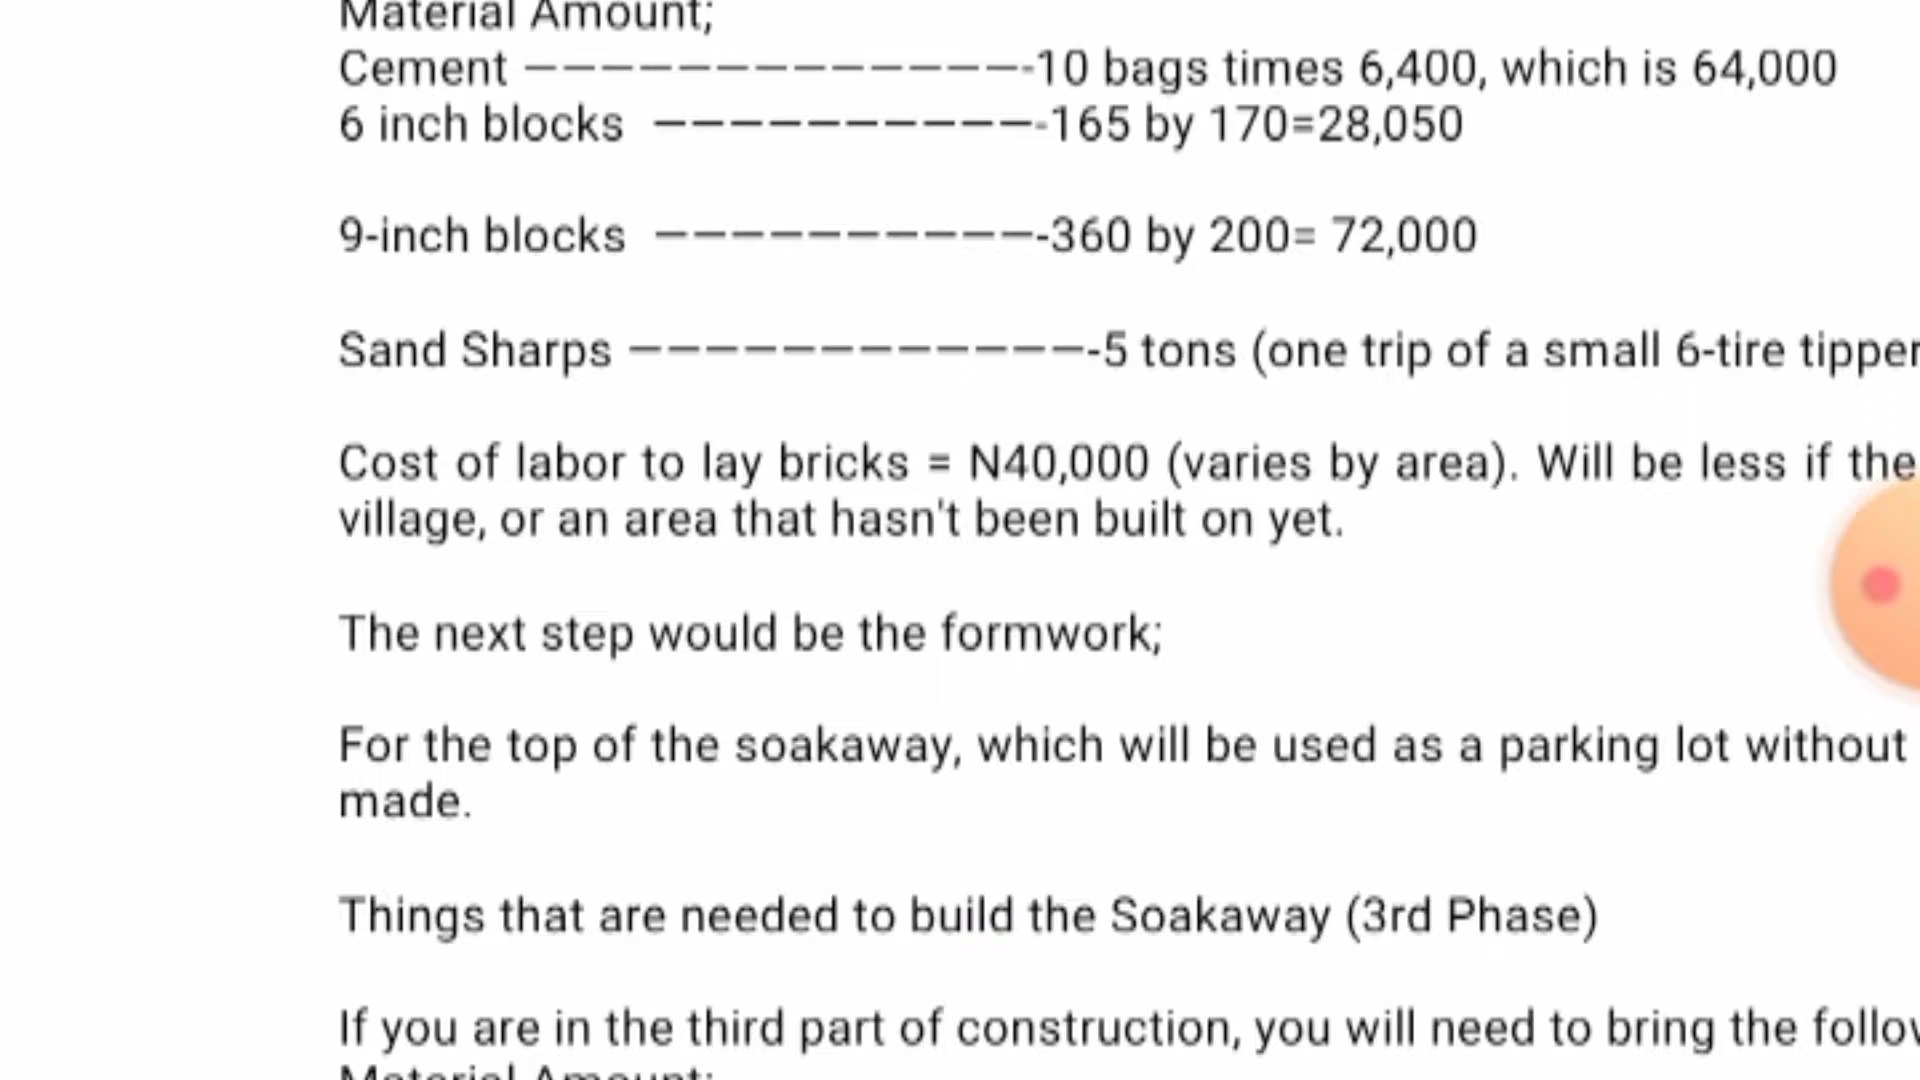 Material Amount;
Cement —————————————-10 bags times 6,400, which is 64,000
6 inch blocks ——————————-165 by 170=28,050
9-inch blocks ——————————-360 by 200= 72,000
Sand Sharps ————————————-5 tons (one trip of a small 6-tire tipper
Cost of labor to lay bricks = N40,000 (varies by area). Will be less if the
village, or an area that hasn't been built on yet.
The next step would be the formwork;
For the top of the soakaway, which will be used as a parking lot without
made.
Things that are needed to build the Soakaway (3rd Phase)
If you are in the third part of construction, you will need to bring the follow
Material Amount;